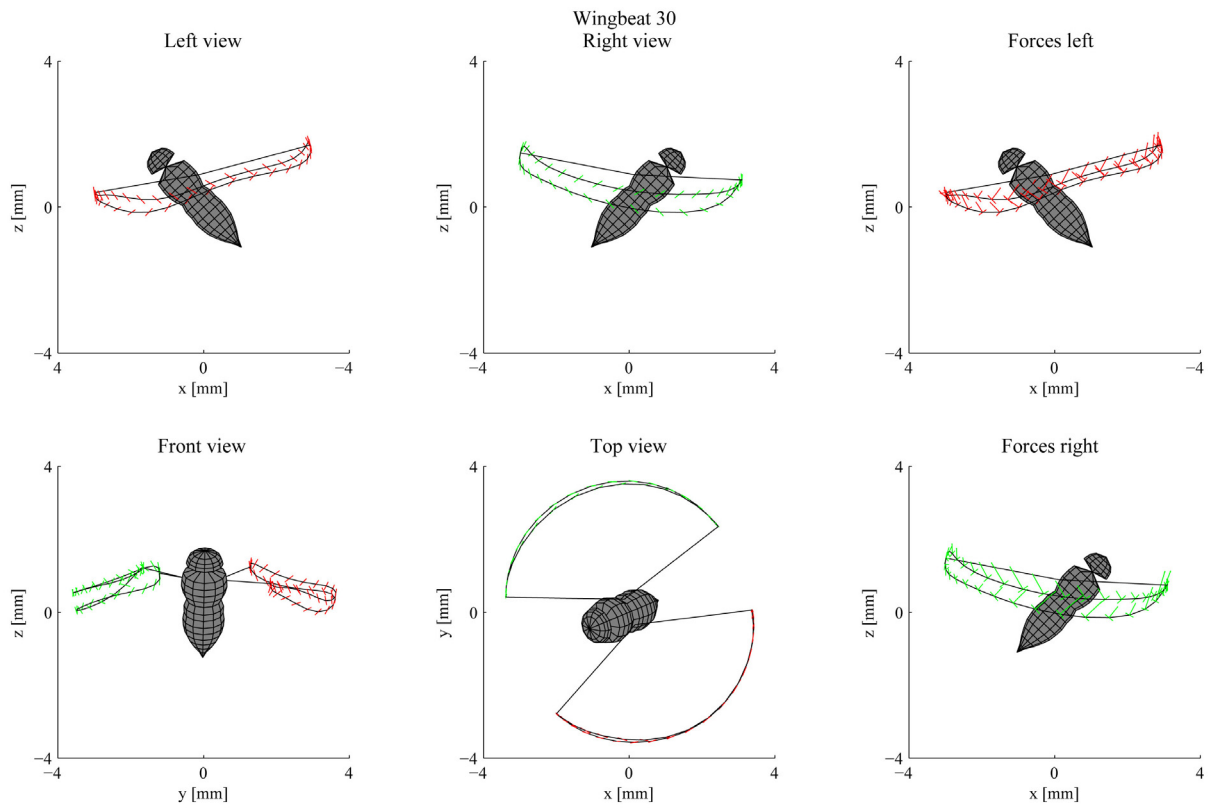 Wingbeat 30
Left view
Right view
Forces left
4
0
−4
z [mm]
4
0
−4
x [mm]
4
0
−4
z [mm]
−4
0
4
x [mm]
4
0
−4
z [mm]
4
0
−4
x [mm]
Front view
Top view
Forces right
4
0
−4
z [mm]
−4
0
4
y [mm]
4
0
−4
y [mm]
−4
0
4
x [mm]
4
0
−4
z [mm]
−4
0
4
x [mm]